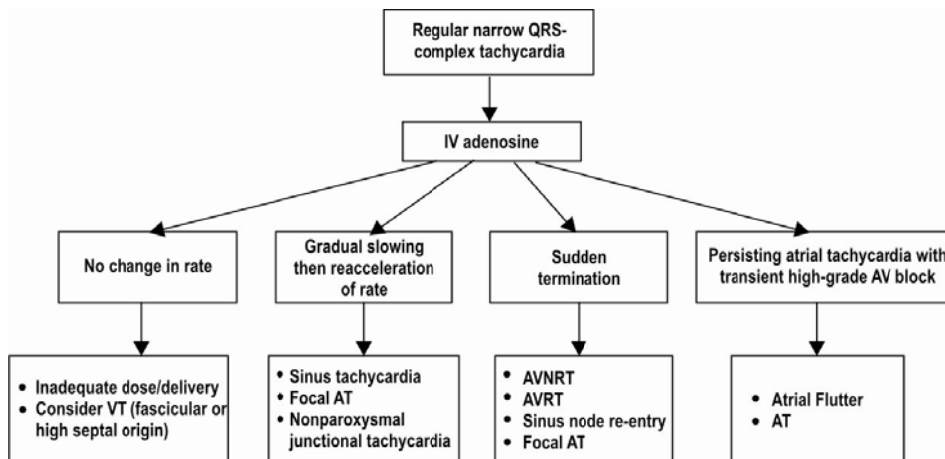 Regular narrow QRS-
complex tachycardia
IV adenosine
No change in rate
Gradual slowing
then reacceleration
of rate
Sudden
termination
Persisting atrial tachycardia with
transient high-grade AV block
• Inadequate dose/delivery
• Consider VT (fascicular or
high septal origin)
• Sinus tachycardia
• Focal AT
• Nonparoxysmal
junctional tachycardia
• AVNRT
• AVRT
• Sinus node re-entry
• Focal AT
• Atrial Flutter
• AT